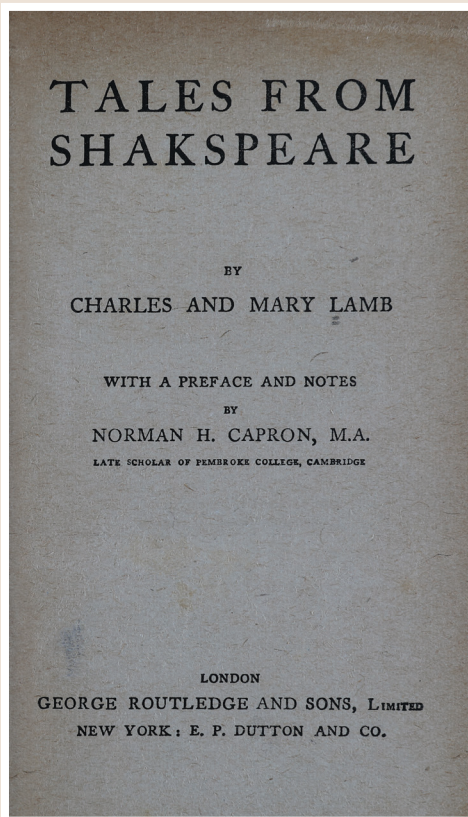 TALES FROM
SHAKSPEARE
BY
CHARLES AND MARY LAMB
WITH A PREFACE AND NOTES
BY
NORMAN H. CAPRON, M.A.
LATE SCHOLAR OF PEMBROKE COLLEGE, CAMBRIDGE
LONDON
GEORGE ROUTLEDGE AND SONS, LIMITED
NEW YORK: E. P. DUTTON AND CO.